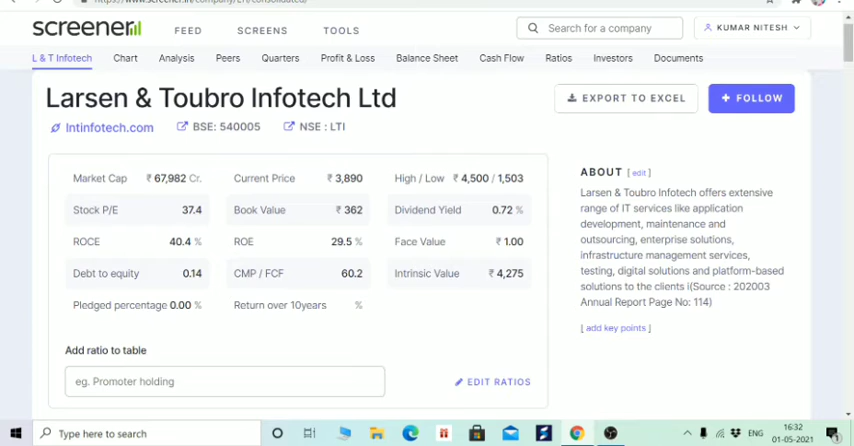 screener
FEED SCREENS TOOLS
Search for a company
KUMAR NITESH
L & T Infotech Chart Analysis Peers Quarters Profit & Loss Balance Sheet Cash Flow Ratios Investors Documents
Larsen & Toubro Infotech Ltd
EXPORT TO EXCEL
+ FOLLOW
lntinfotech.com BSE: 540005 NSE : LTI
Market Cap ₹ 67,982 Cr. Current Price ₹ 3,890 High / Low ₹ 4,500 / 1,503
Stock P/E 37.4 Book Value ₹ 362 Dividend Yield 0.72 %
ROCE 40.4 % ROE 29.5 % Face Value ₹ 1.00
Debt to equity 0.14 CMP / FCF 60.2 Intrinsic Value ₹ 4,275
Pledged percentage 0.00 % Return over 10years %
Add ratio to table
eg. Promoter holding
EDIT RATIOS
ABOUT [ edit ]
Larsen & Toubro Infotech offers extensive
range of IT services like application
development, maintenance and
outsourcing, enterprise solutions,
infrastructure management services,
testing, digital solutions and platform-based
solutions to the clients i(Source : 202003
Annual Report Page No: 114)
[ add key points ]
Type here to search
ENG
16:32
01-05-2021